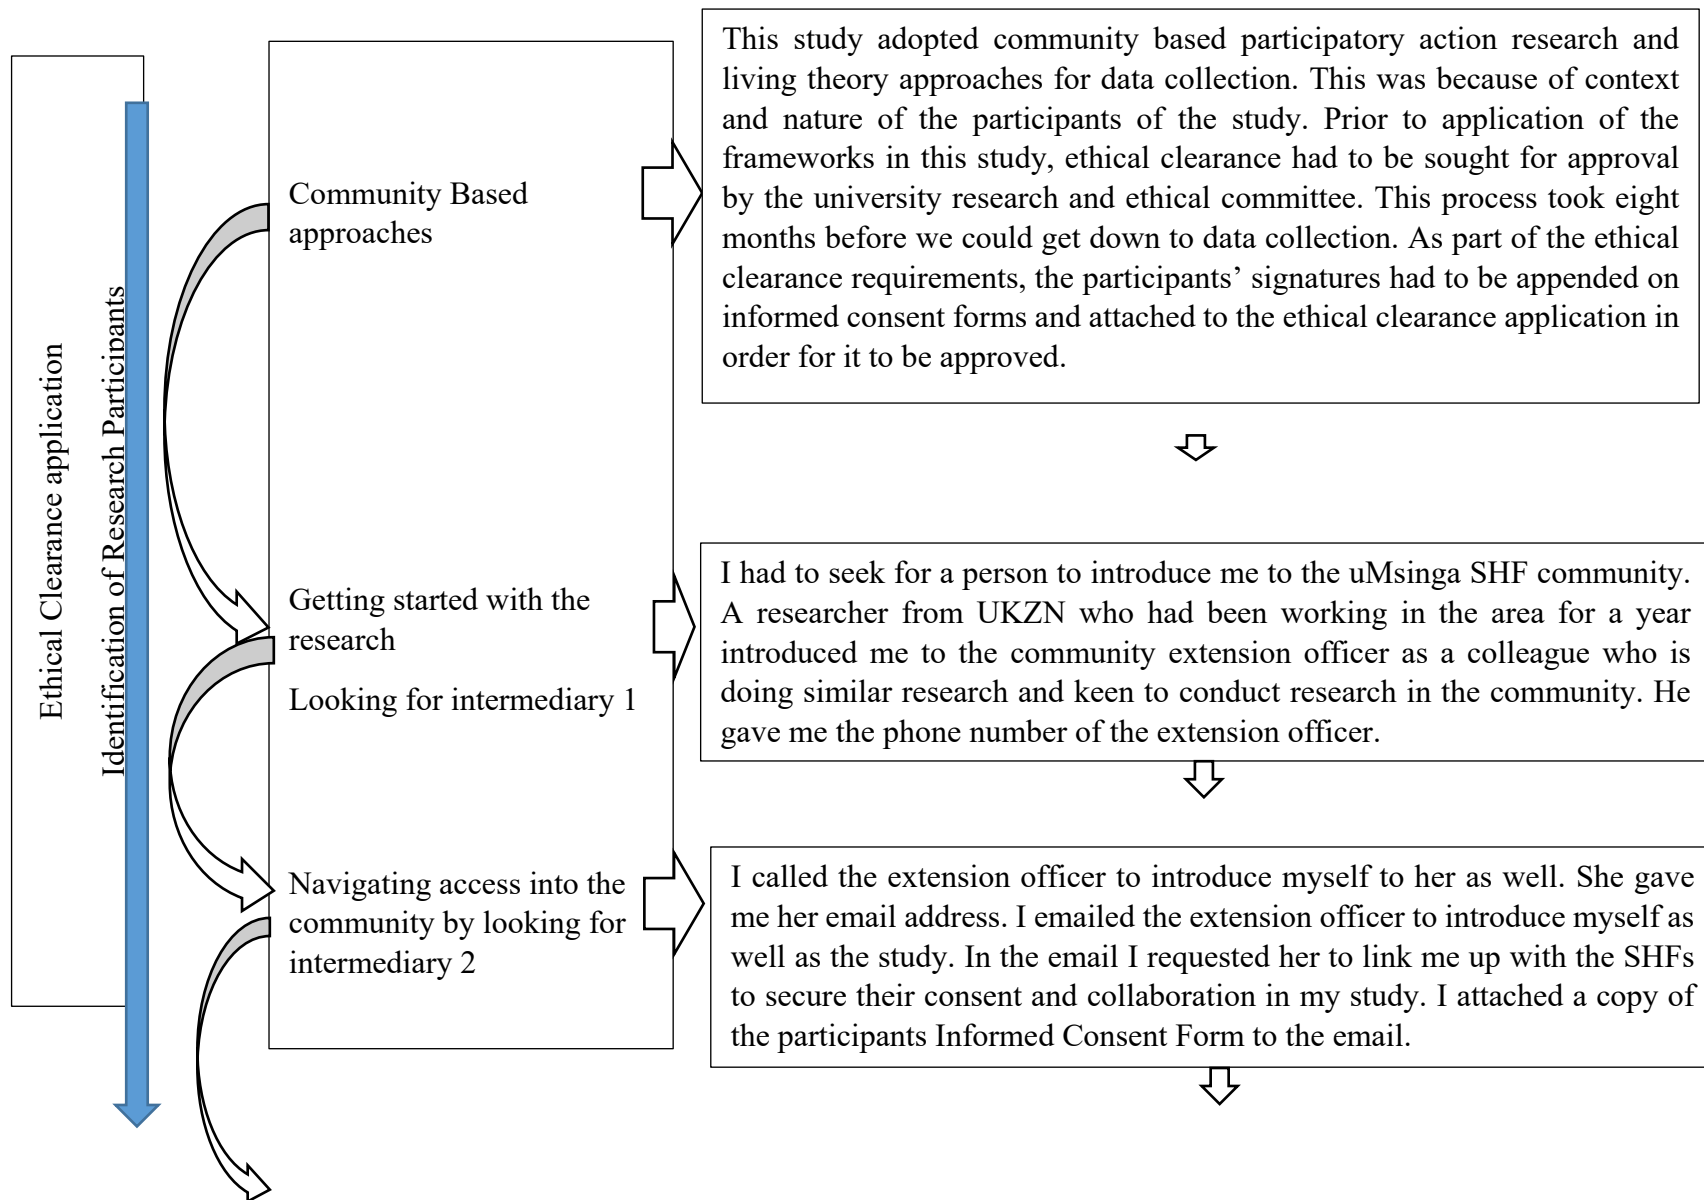 Ethical Clearance application
Identification of Research Participants
Community Based
approaches
This study adopted community based participatory action research and
living theory approaches for data collection. This was because of context
and nature of the participants of the study. Prior to application of the
frameworks in this study, ethical clearance had to be sought for approval
by the university research and ethical committee. This process took eight
months before we could get down to data collection. As part of the ethical
clearance requirements, the participants’ signatures had to be appended on
informed consent forms and attached to the ethical clearance application in
order for it to be approved.
Getting started with the
research
Looking for intermediary 1
I had to seek for a person to introduce me to the uMsinga SHF community.
A researcher from UKZN who had been working in the area for a year
introduced me to the community extension officer as a colleague who is
doing similar research and keen to conduct research in the community. He
gave me the phone number of the extension officer.
Navigating access into the
community by looking for
intermediary 2
I called the extension officer to introduce myself to her as well. She gave
me her email address. I emailed the extension officer to introduce myself as
well as the study. In the email I requested her to link me up with the SHFs
to secure their consent and collaboration in my study. I attached a copy of
the participants Informed Consent Form to the email.